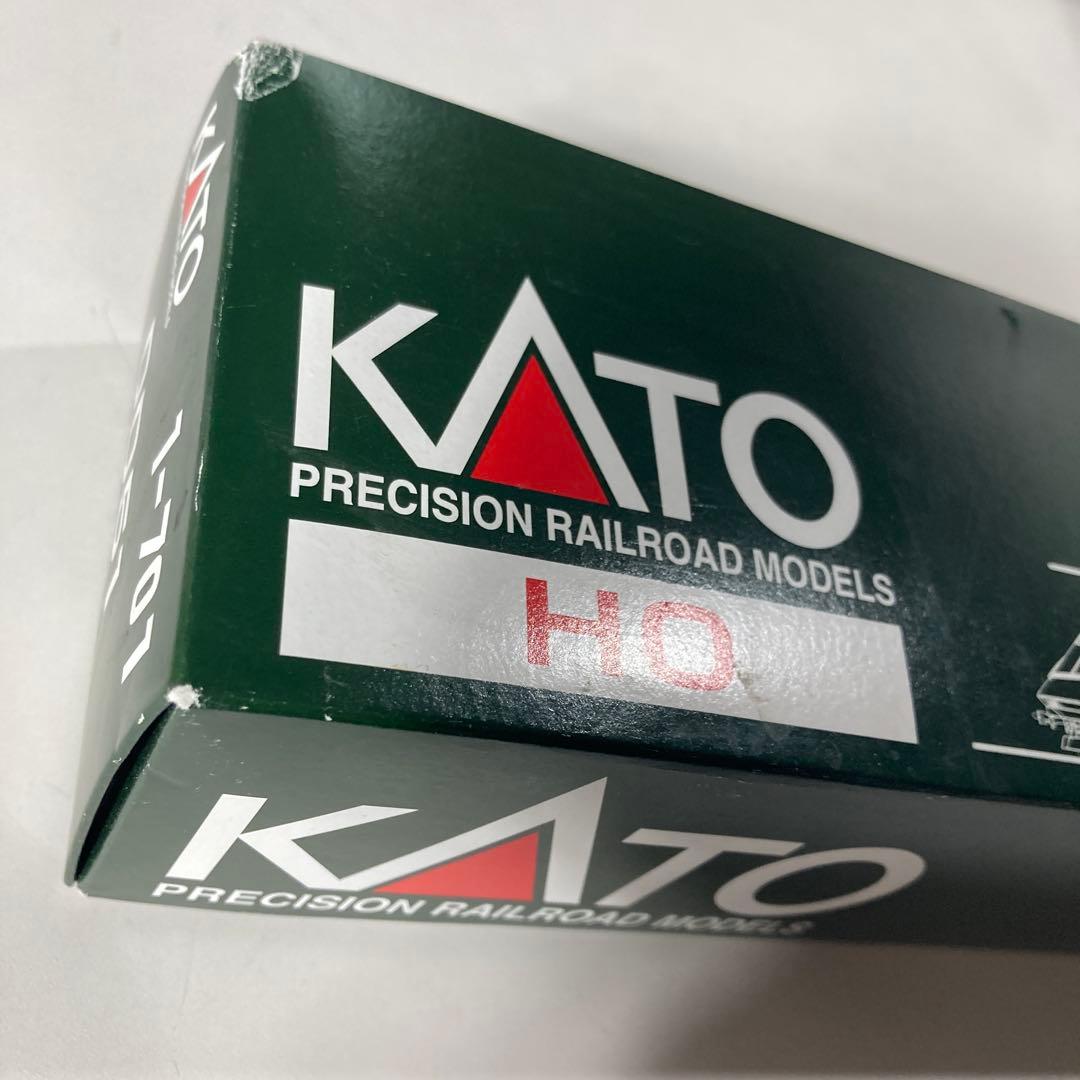 KATO
PRECISION RAILROAD MODELS
HO
KATO
PRECISION RAILROAD MODELS
KATO
1-701